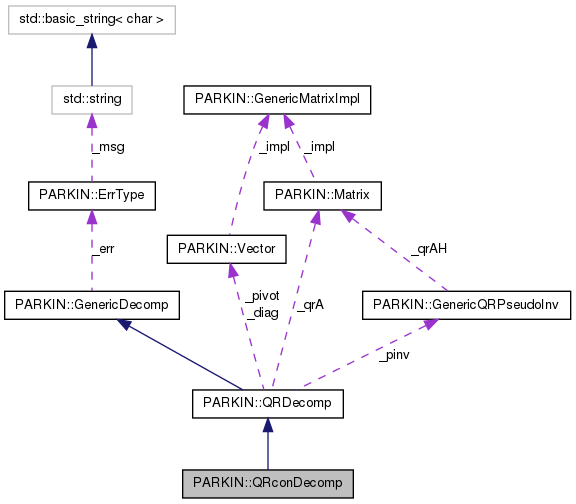 std::basic_string< char >
std::string
PARKIN::GenericMatrixImpl
_msg
_impl
_impl
PARKIN::ErrType
PARKIN::Matrix
_err
PARKIN::Vector
_qrAH
_pivot
_diag
_qrA
PARKIN::GenericDecomp
PARKIN::GenericQRPseudoInv
_pinv
PARKIN::QRDecomp
PARKIN::QRconDecomp